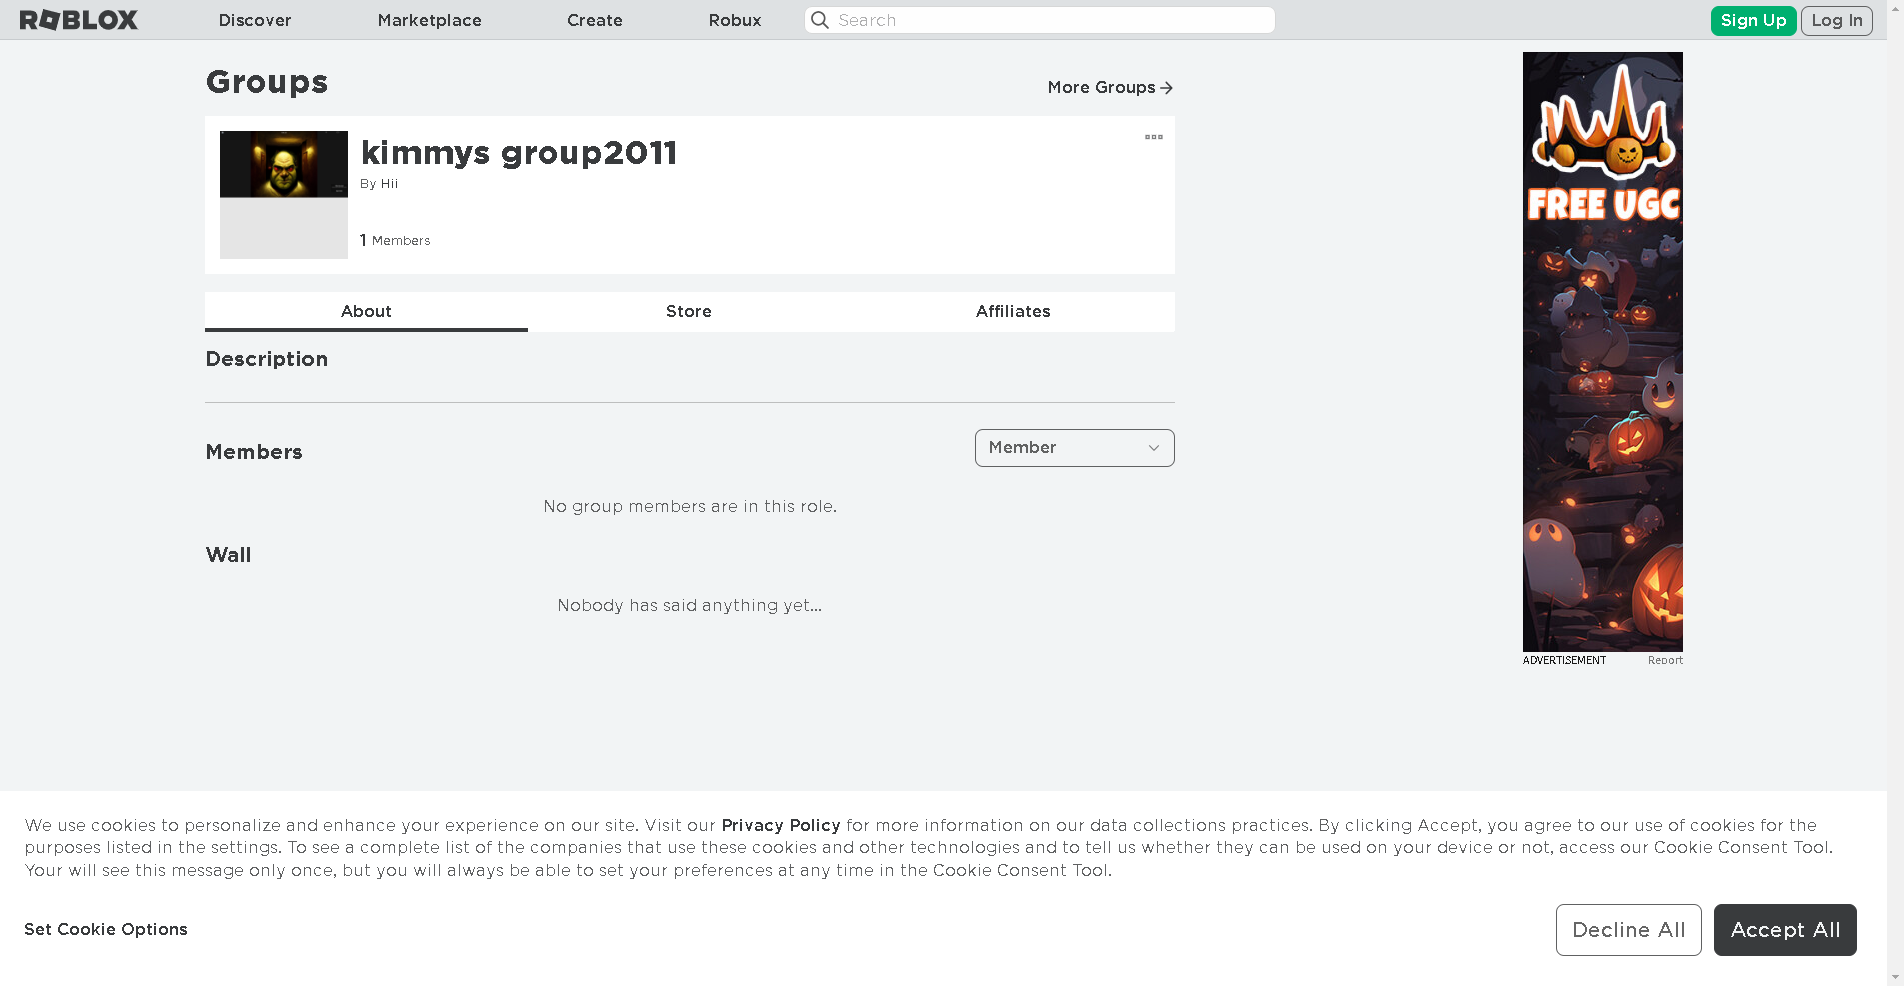 ROBLOX
Discover
Marketplace
Create
Robux
Search
Sign Up
Log In
Groups
More Groups
kimmys group2011
By Hii
1 Members
About
Store
Affiliates
Description
Members
Member
No group members are in this role.
Wall
Nobody has said anything yet...
FREE UGC
ADVERTISEMENT
Report
We use cookies to personalize and enhance your experience on our site. Visit our Privacy Policy for more information on our data collections practices. By clicking Accept, you agree to our use of cookies for the
purposes listed in the settings. To see a complete list of the companies that use these cookies and other technologies and to tell us whether they can be used on your device or not, access our Cookie Consent Tool.
Your will see this message only once, but you will always be able to set your preferences at any time in the Cookie Consent Tool.
Set Cookie Options
Decline All
Accept All